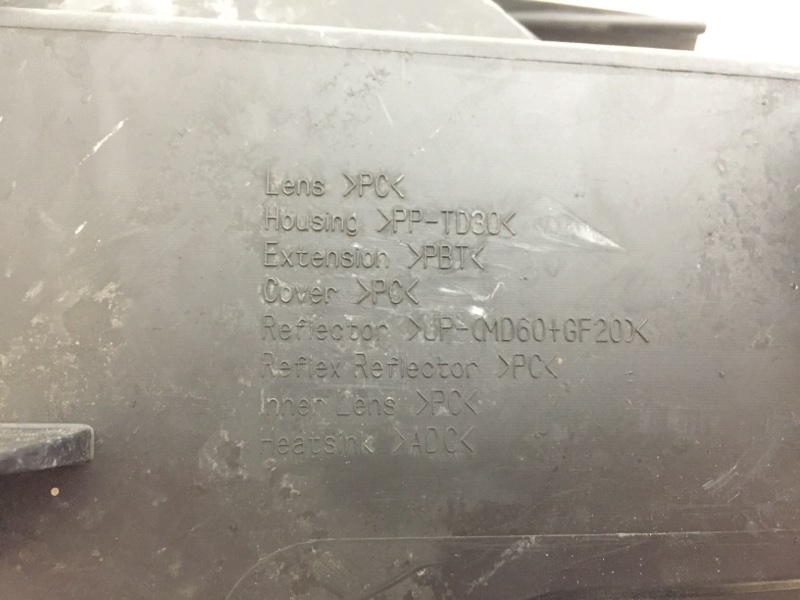 Lens >PC<
Housing >PP-TD30<
Extension >PBT<
Cover >PC<
Reflector >UP-(MD60+GF20)<
Reflex Reflector >PC<
Inner Lens >PC<
Heatsink >ADC<